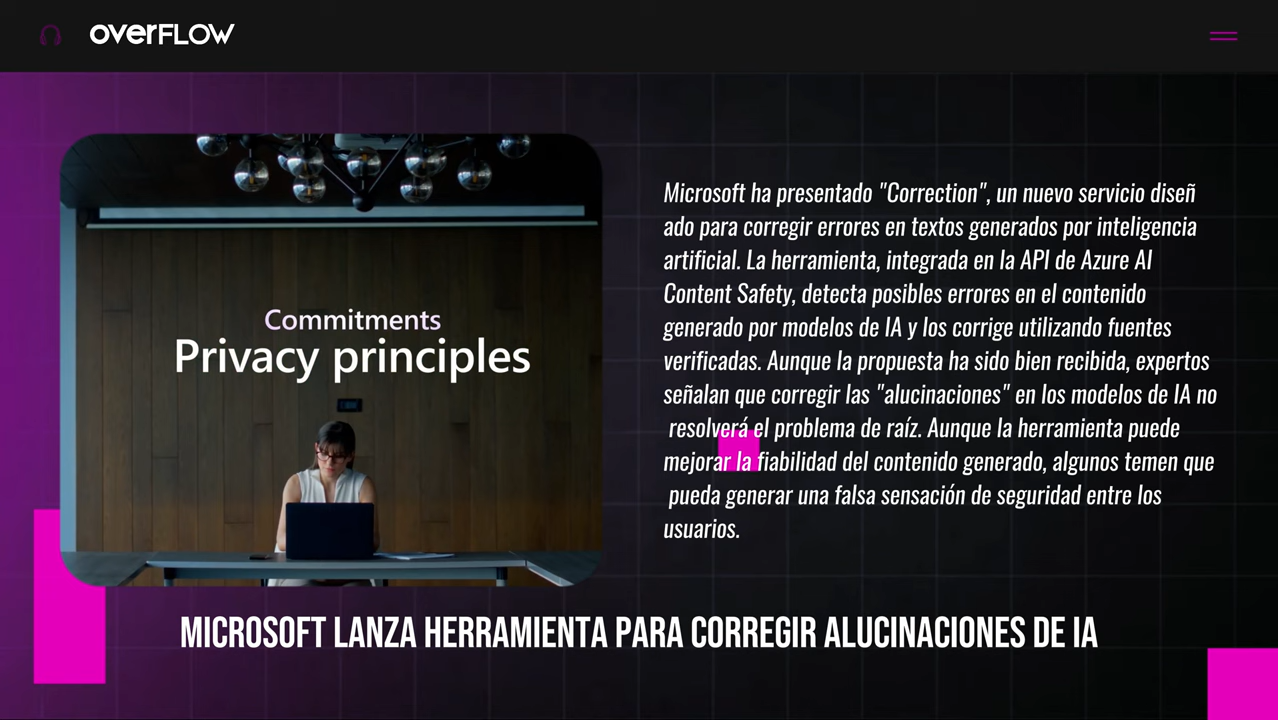 overFLOW
Commitments
Privacy principles
Microsoft ha presentado "Correction", un nuevo servicio diseñ
ado para corregir errores en textos generados por inteligencia
artificial. La herramienta, integrada en la API de Azure AI
Content Safety, detecta posibles errores en el contenido
generado por modelos de IA y los corrige utilizando fuentes
verificadas. Aunque la propuesta ha sido bien recibida, expertos
señalan que corregir las "alucinaciones" en los modelos de IA no
resolverá el problema de raíz. Aunque la herramienta puede
mejorar la fiabilidad del contenido generado, algunos temen que
pueda generar una falsa sensación de seguridad entre los
usuarios.
MICROSOFT LANZA HERRAMIENTA PARA CORREGIR ALUCINACIONES DE IA